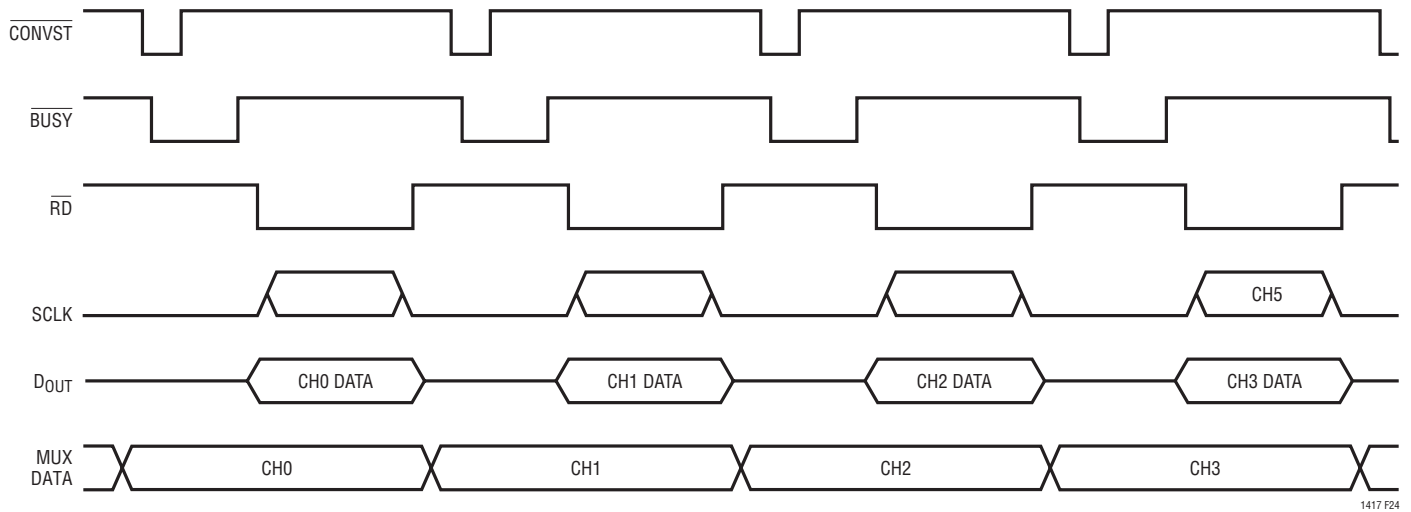 CONVST
BUSY
RD
SCLK
CH5
DOUT
CH0 DATA
CH1 DATA
CH2 DATA
CH3 DATA
MUX
DATA
CH0
CH1
CH2
CH3
1417 F24